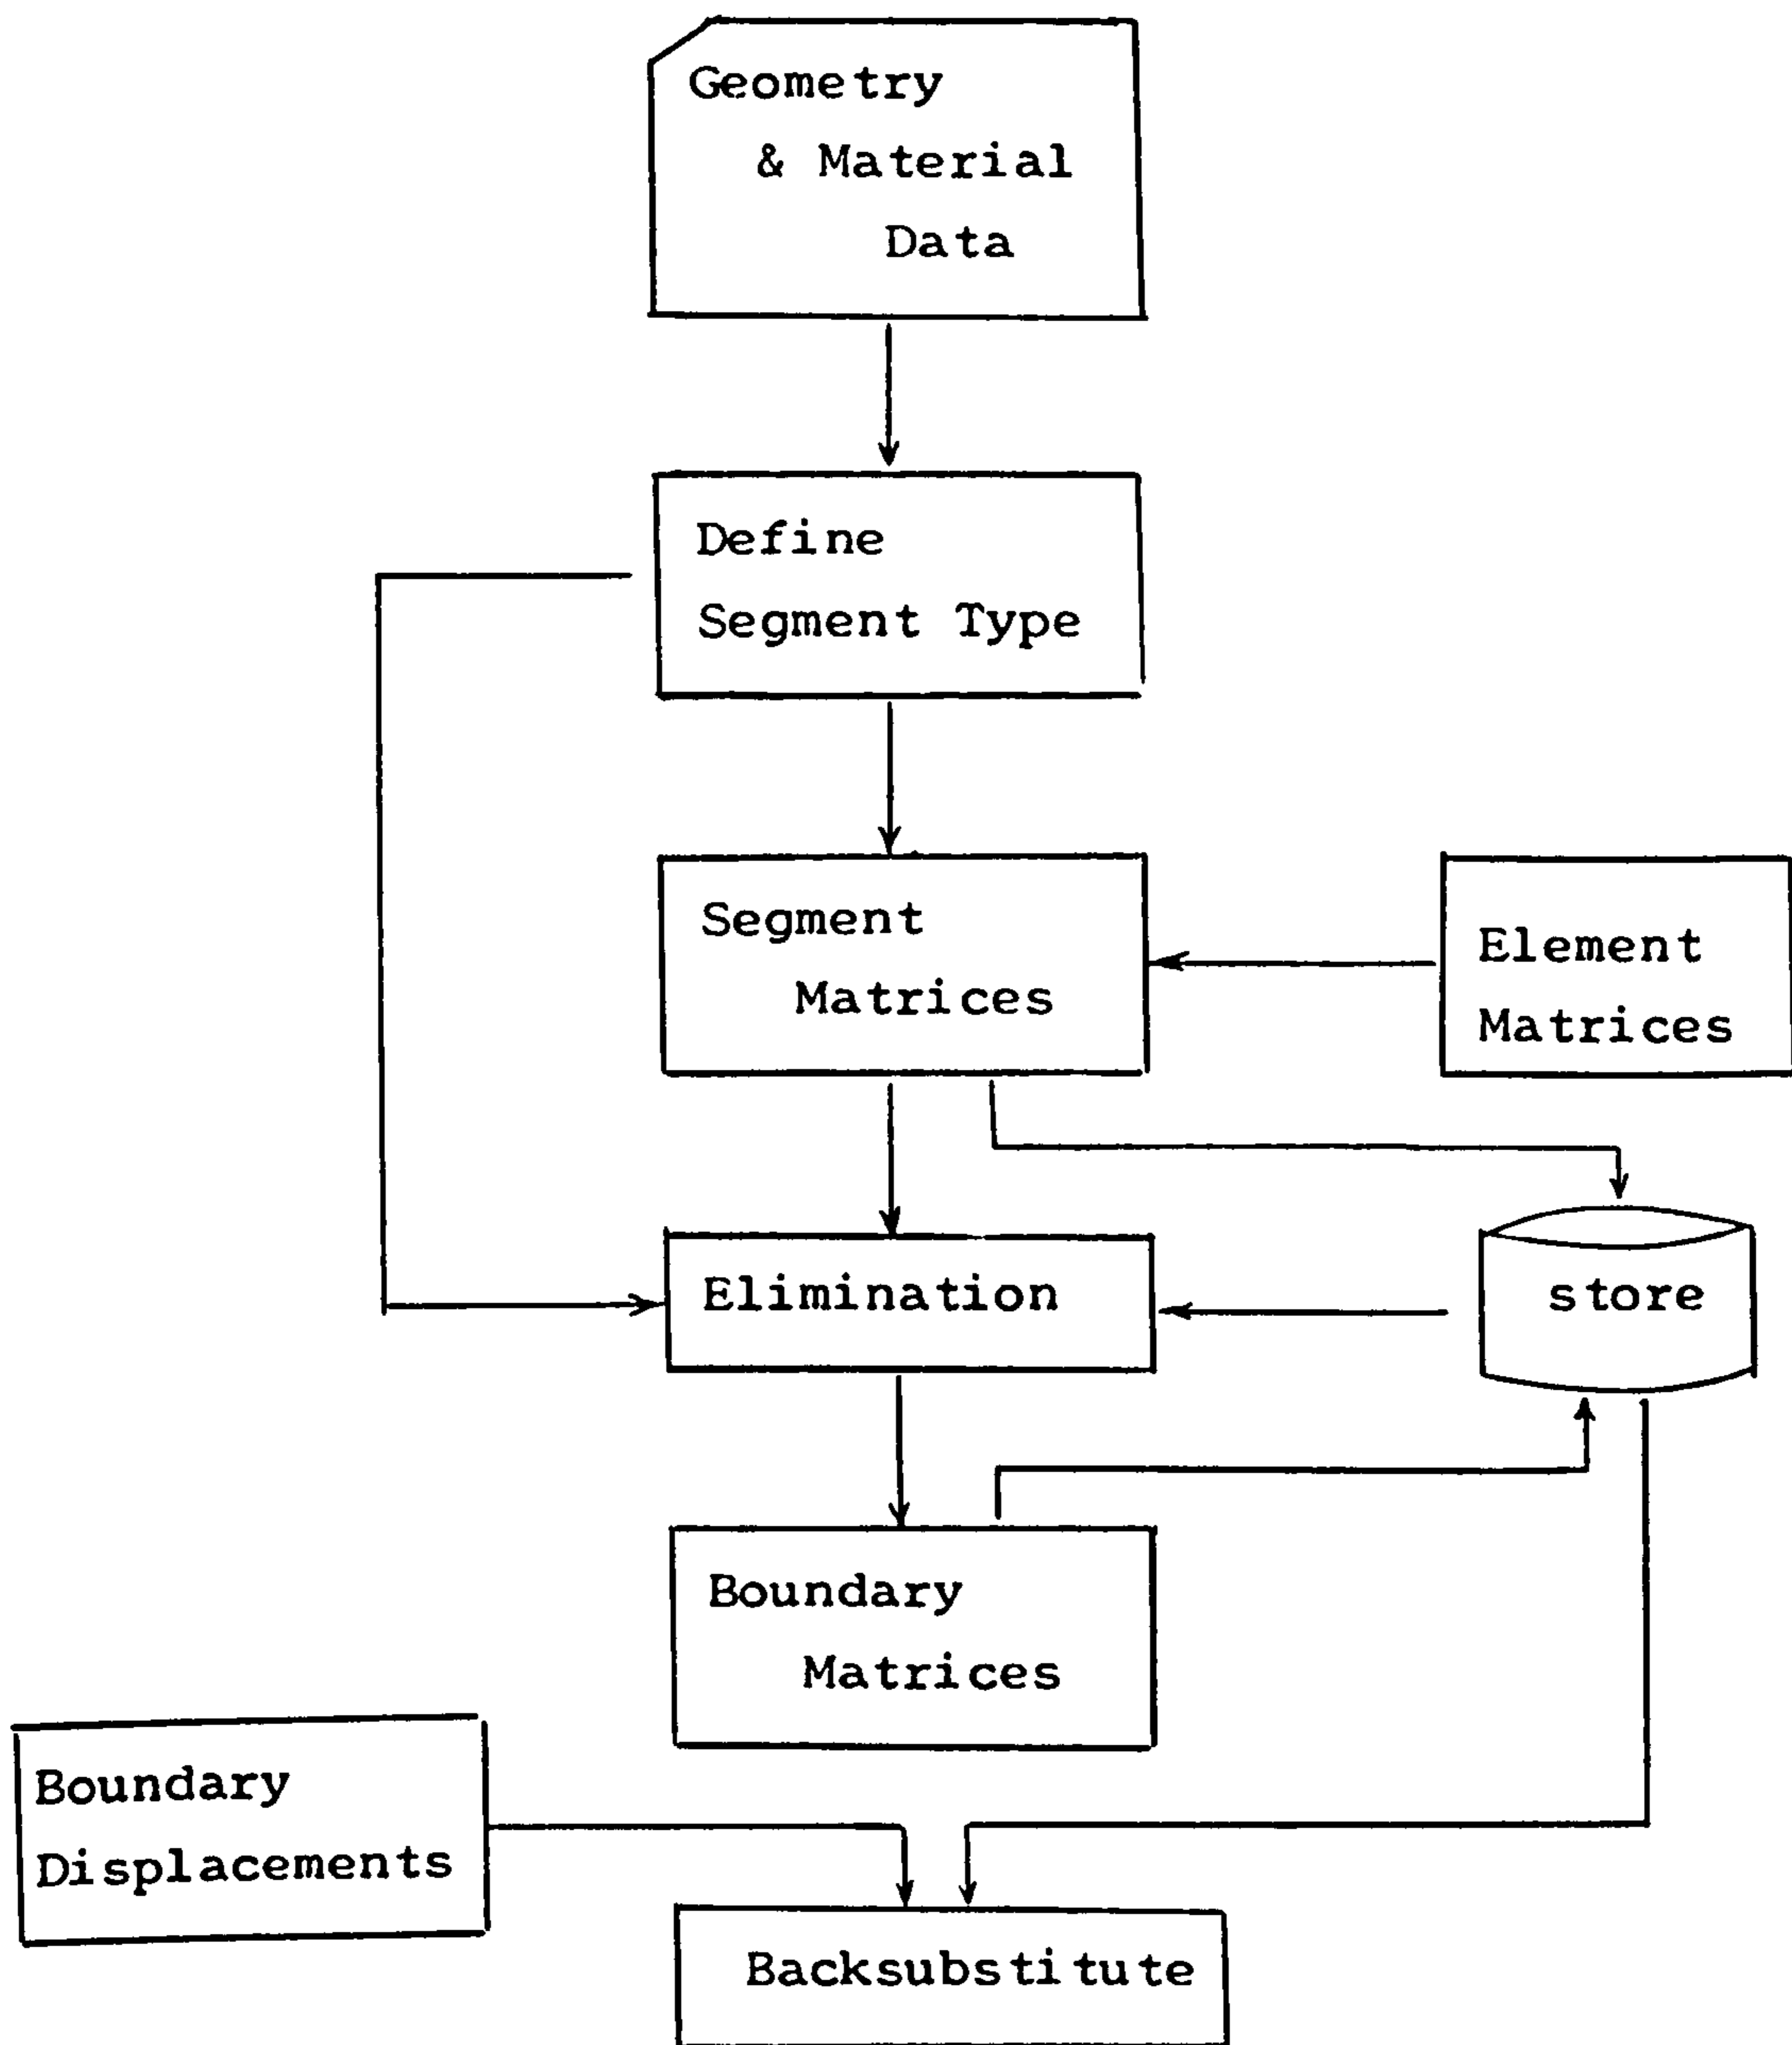 Geometry
& Material
Data
Define
Segment Type
Segment
Matrices
Element
Matrices
Elimination
store
Boundary
Matrices
Boundary
Displacements
Backsubstitute